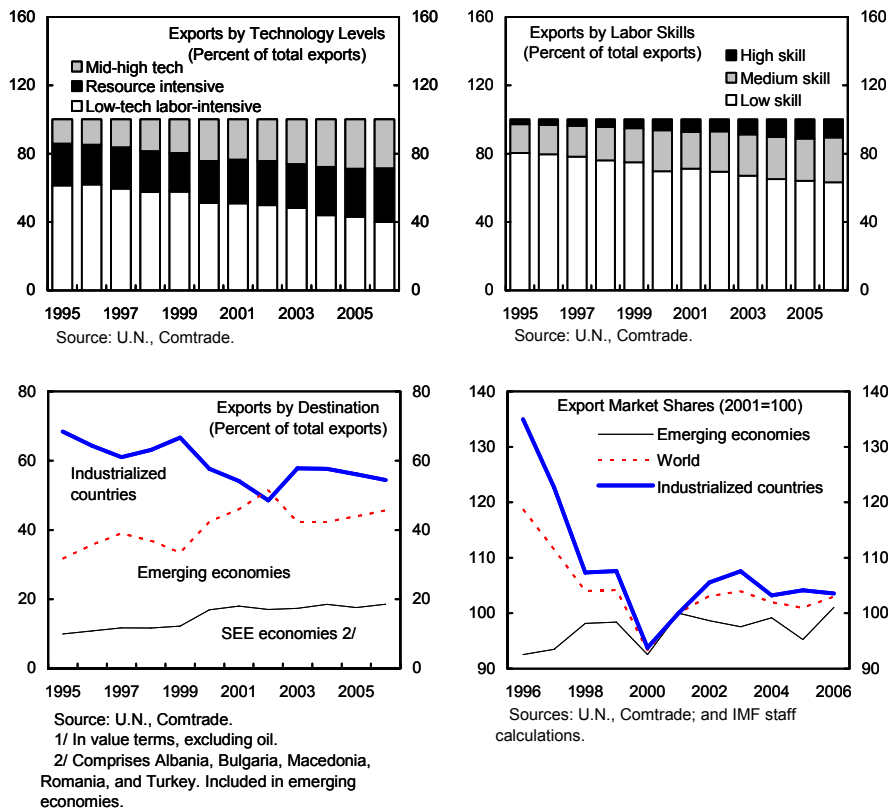 160
120
80
40
0
Exports by Technology Levels
(Percent of total exports)
Mid-high tech
Resource intensive
Low-tech labor-intensive
160
120
80
40
0
1995 1997 1999 2001 2003 2005
Source: U.N., Comtrade.
160
120
80
40
0
Exports by Labor Skills
(Percent of total exports)
High skill
Medium skill
Low skill
160
120
80
40
0
1995 1997 1999 2001 2003 2005
Source: U.N., Comtrade.
80
60
40
20
0
Exports by Destination
(Percent of total exports)
Industrialized
countries
Emerging economies
SEE economies 2/
80
60
40
20
0
1995 1997 1999 2001 2003 2005
Source: U.N., Comtrade.
1/ In value terms, excluding oil.
2/ Comprises Albania, Bulgaria, Macedonia,
Romania, and Turkey. Included in emerging
economies.
140
135
130
125
120
115
110
105
100
95
90
Export Market Shares (2001=100)
Emerging economies
World
Industrialized countries
140
130
120
110
100
90
1996 1998 2000 2002 2004 2006
Sources: U.N., Comtrade; and IMF staff
calculations.